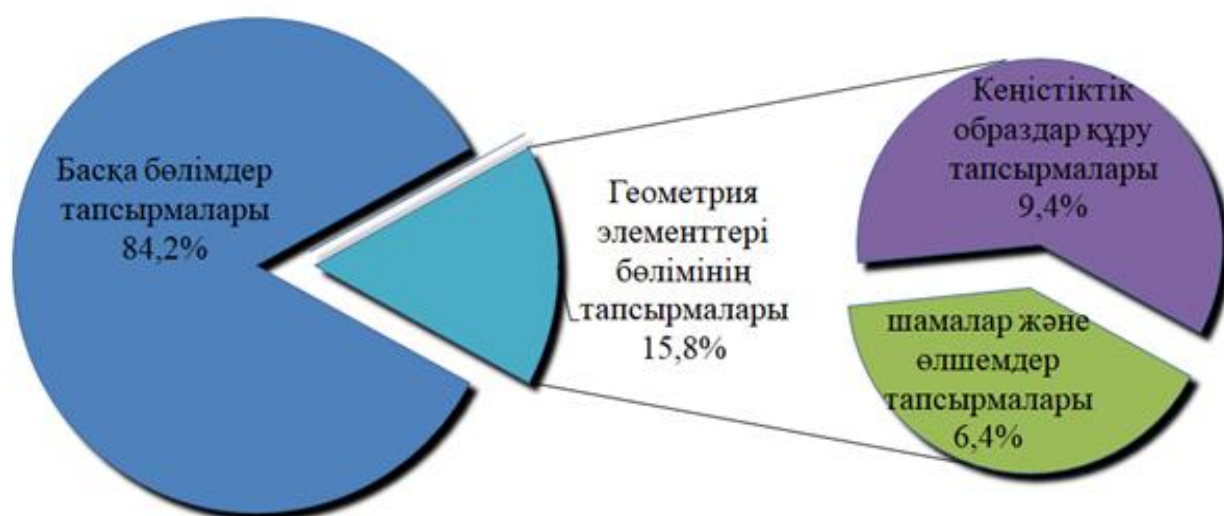 Басқа бөлімдер
тапсырмалары
84,2%
Геометрия
элементтері
бөлімінің
тапсырмалары
15,8%
Кеңістіктік
образдар құру
тапсырмалары
9,4%
шамалар және
өлшемдер
тапсырмалары
6,4%